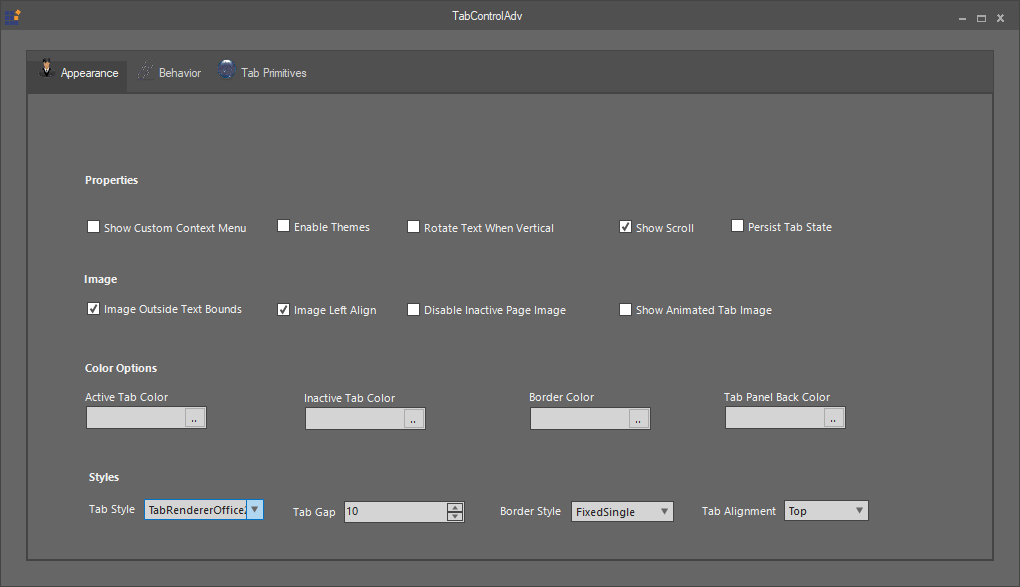 TabControlAdv
Appearance Behavior Tab Primitives
Properties
Show Custom Context Menu Enable Themes Rotate Text When Vertical Show Scroll Persist Tab State
Image
Image Outside Text Bounds Image Left Align Disable Inactive Page Image Show Animated Tab Image
Color Options
Active Tab Color Inactive Tab Color Border Color Tab Panel Back Color
.. .. .. ..
Styles
Tab Style TabRendererOffice Tab Gap 10 Border Style FixedSingle Tab Alignment Top